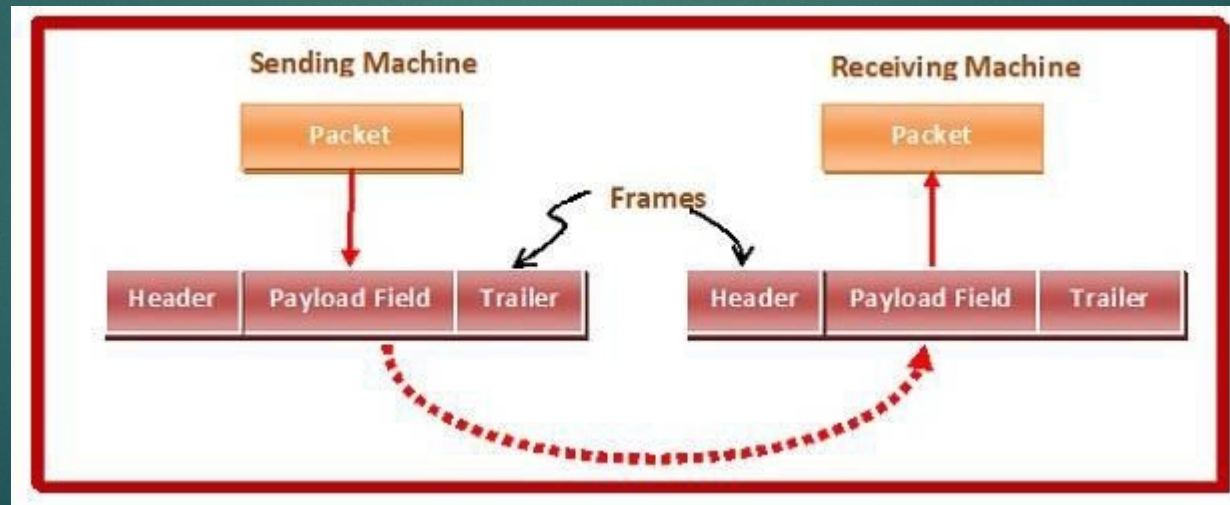 Sending Machine
Receiving Machine
Packet
Packet
Frames
Header Payload Field Trailer
Header Payload Field Trailer